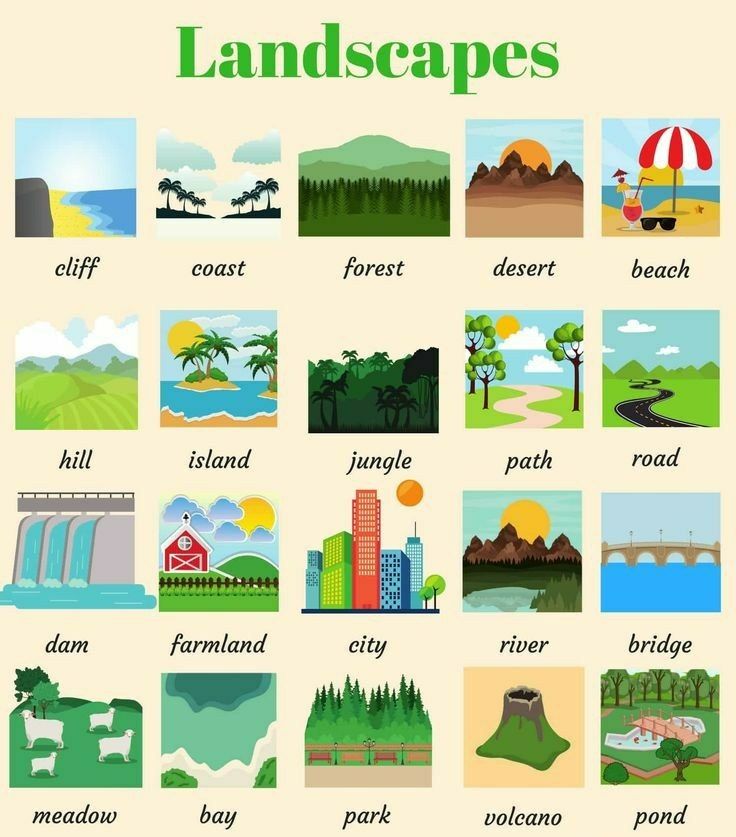 Landscapes
cliff
coast
forest
desert
beach
hill
island
jungle
path
road
dam
farmland
city
river
bridge
meadow
bay
park
volcano
pond